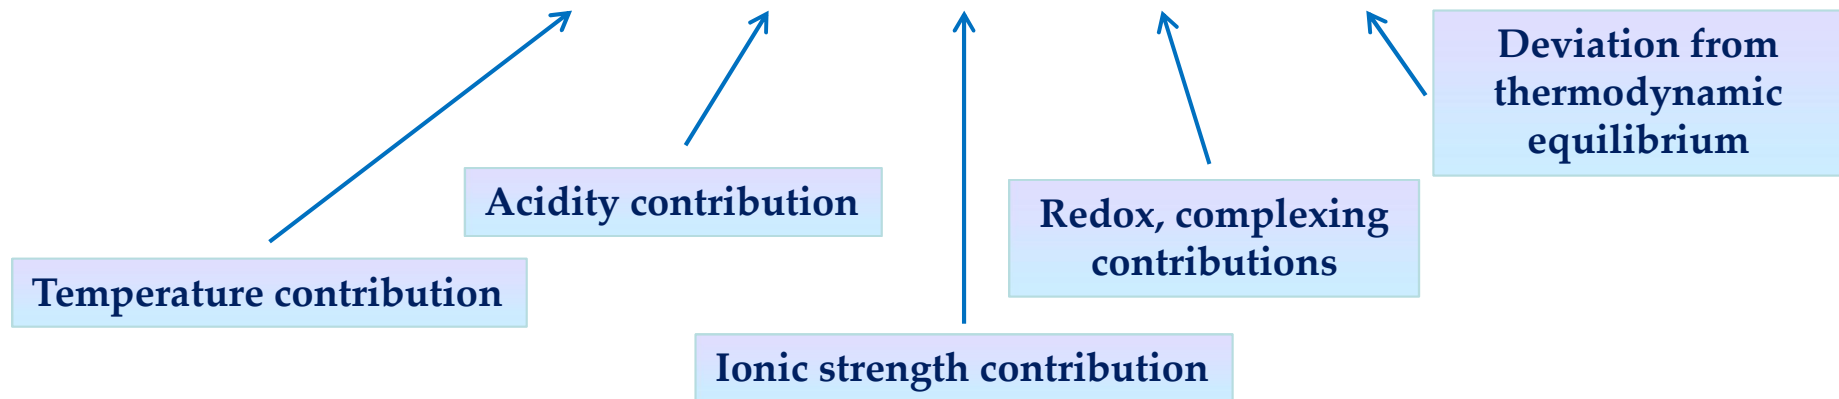 Deviation from
thermodynamic
equilibrium
Acidity contribution
Redox, complexing
contributions
Temperature contribution
Ionic strength contribution